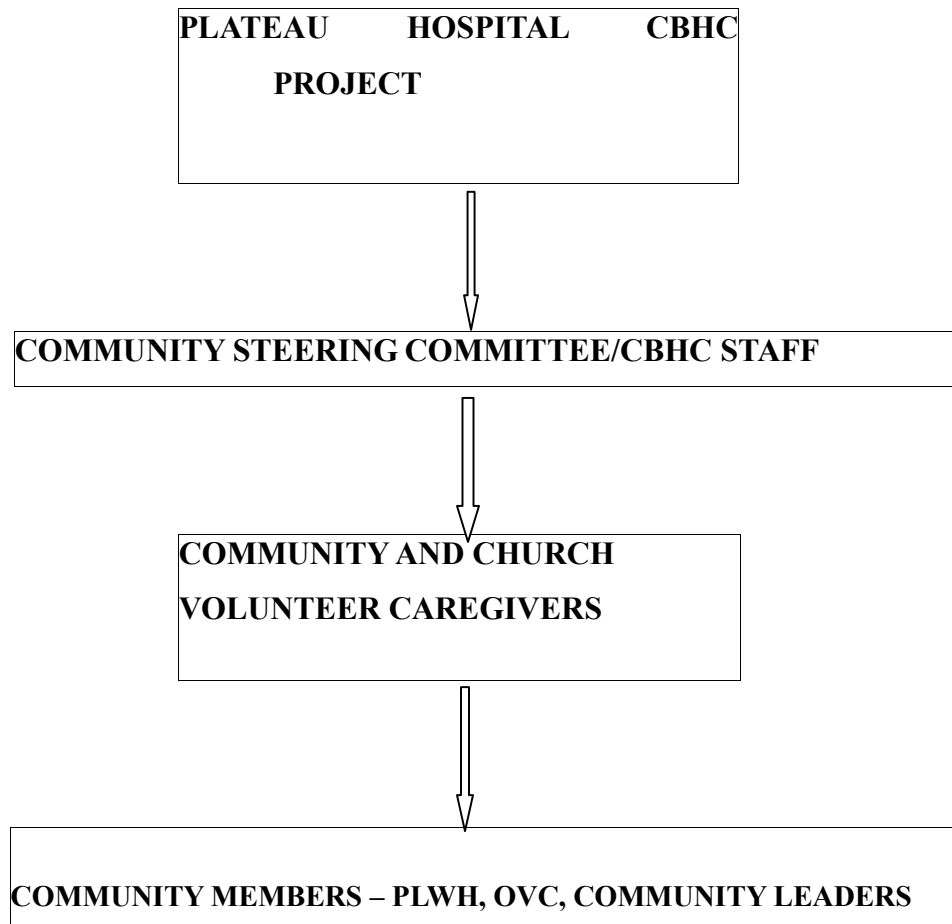 PLATEAU HOSPITAL CBHC
PROJECT
COMMUNITY STEERING COMMITTEE/CBHC STAFF
COMMUNITY AND CHURCH
VOLUNTEER CAREGIVERS
COMMUNITY MEMBERS – PLWH, OVC, COMMUNITY LEADERS